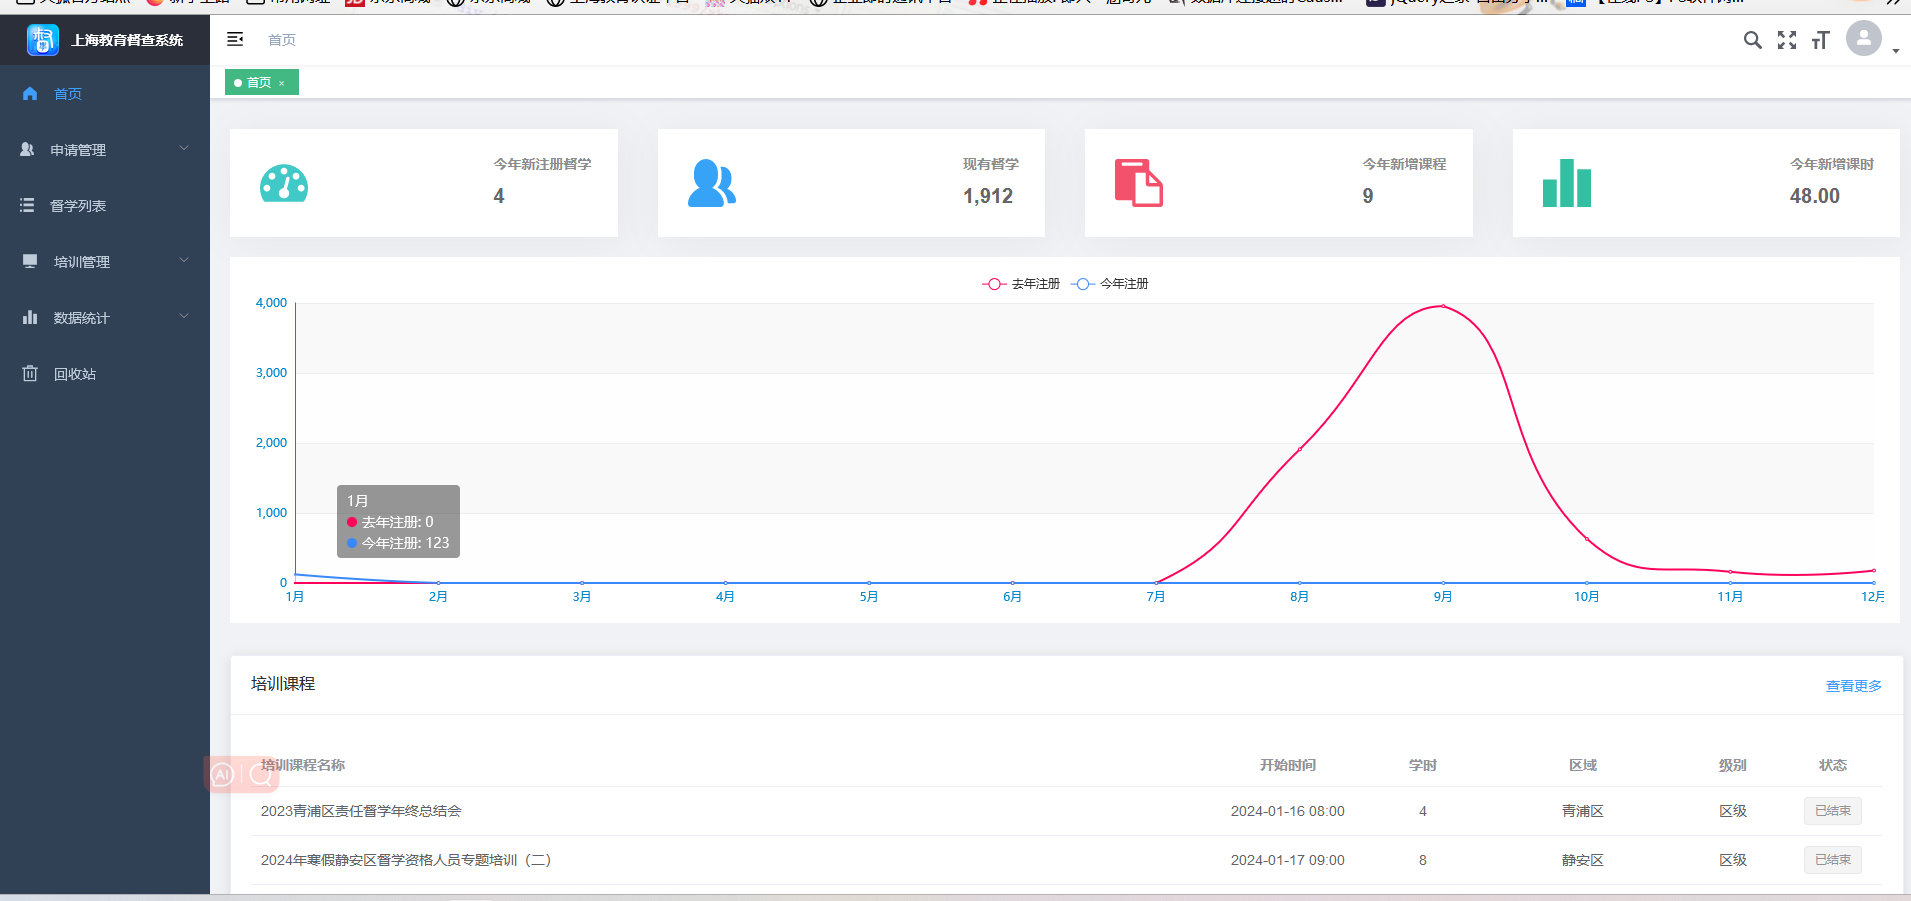 上海教育督查系统
首页
首页 ×
首页
申请管理
督学列表
培训管理
数据统计
回收站
今年新注册督学
4
现有督学
1,912
今年新增课程
9
今年新增课时
48.00
去年注册 今年注册
4,000
3,000
2,000
1,000
0
1月
去年注册: 0
今年注册: 123
1月 2月 3月 4月 5月 6月 7月 8月 9月 10月 11月 12月
培训课程 查看更多
AI
培训课程名称 开始时间 学时 区域 级别 状态
2023青浦区责任督学年终总结会 2024-01-16 08:00 4 青浦区 区级 已结束
2024年寒假静安区督学资格人员专题培训（二） 2024-01-17 09:00 8 静安区 区级 已结束